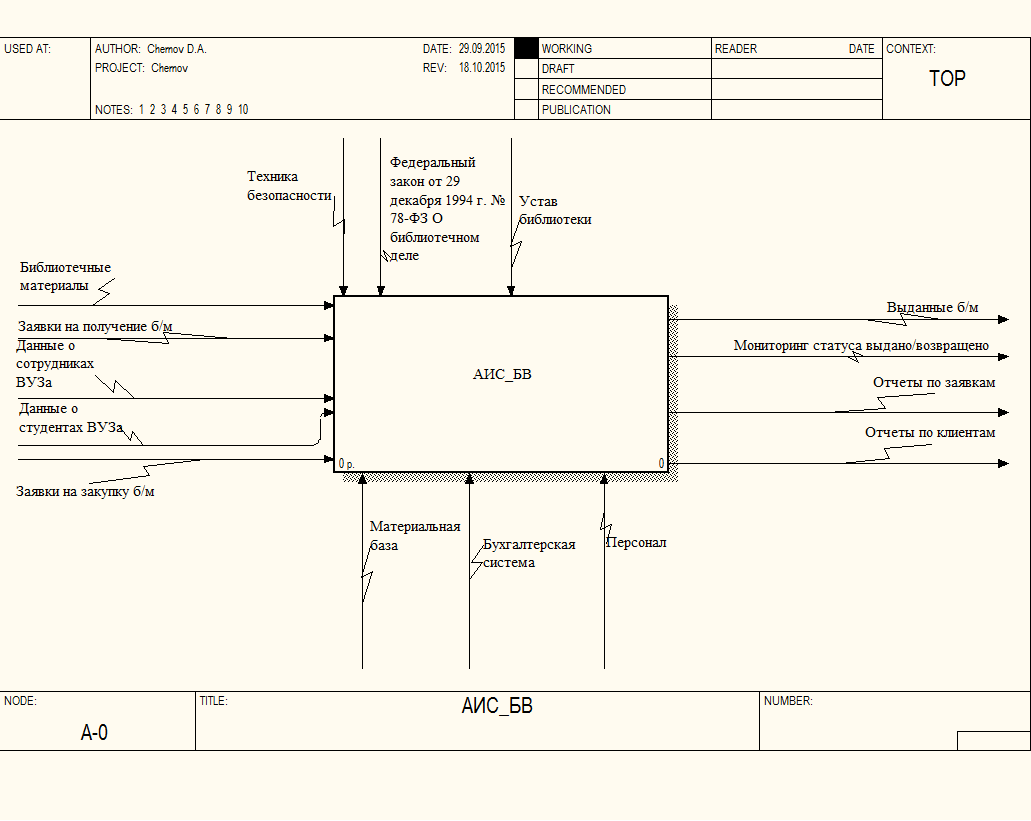 USED AT:
AUTHOR: Chernov D.A.
DATE: 29.09.2015
PROJECT: Chernov
REV: 18.10.2015
NOTES: 1 2 3 4 5 6 7 8 9 10
WORKING
DRAFT
RECOMMENDED
PUBLICATION
READER
DATE
CONTEXT:
TOP
Техника
безопасности
Федеральный
закон от 29
декабря 1994 г. №
78-ФЗ О
библиотечном
деле
Устав
библиотеки
Библиотечные
материалы
Заявки на получение б/м
Данные о
сотрудниках
ВУЗа
Данные о
студентах ВУЗа
Заявки на закупку б/м
АИС_БВ
0 р.
0
Выданные б/м
Мониторинг статуса выдано/возвращено
Отчеты по заявкам
Отчеты по клиентам
Материальная
база
Бухгалтерская
система
Персонал
NODE:
A-0
TITLE:
АИС_БВ
NUMBER: